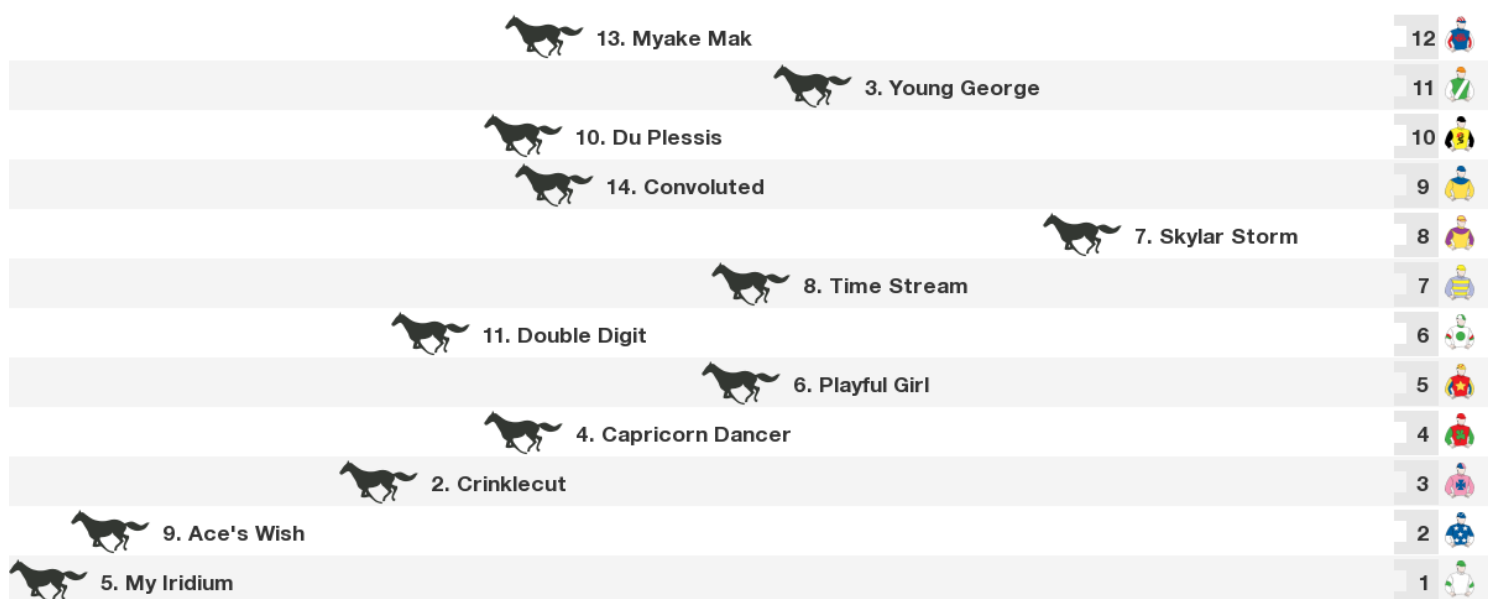 13. Myake Mak 12
3. Young George 11
10. Du Plessis 10
14. Convoluted 9
7. Skylar Storm 8
8. Time Stream 7
11. Double Digit 6
6. Playful Girl 5
4. Capricorn Dancer 4
2. Crinklecut 3
9. Ace's Wish 2
5. My Iridium 1